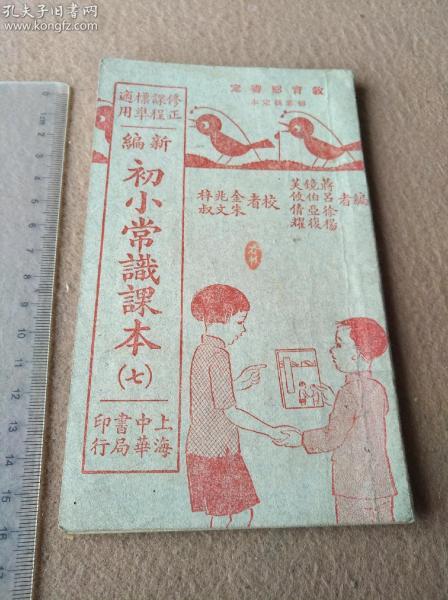 孔夫子旧书网
www.kongfz.com
教育部審定
修正課程標準適用
新編
初小常識課本
(七)
上海中華書局印行
編者
蔣鏡芙
呂伯攸
徐亞倩
楊復耀
校者
金兆梓
朱文叔